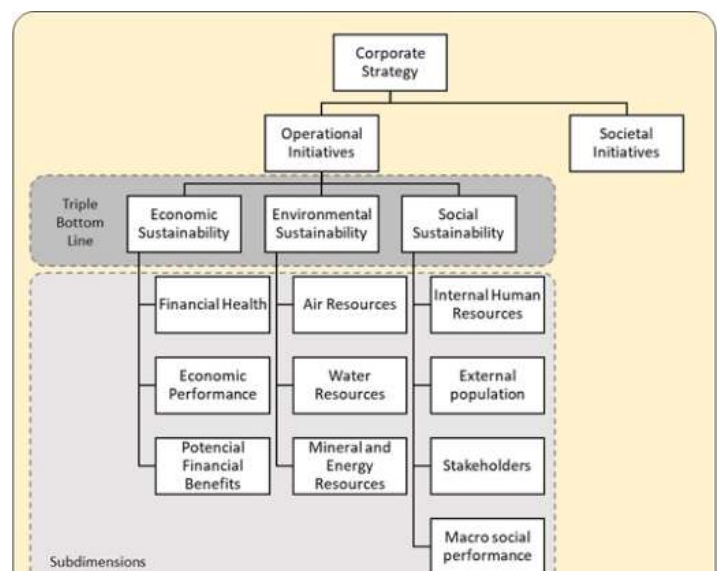 Corporate
Strategy
Operational
Initiatives
Societal
Initiatives
Triple
Bottom
Line
Economic
Sustainability
Environmental
Sustainability
Social
Sustainability
Financial Health
Air Resources
Internal Human
Resources
Economic
Performance
Water
Resources
External
population
Potencial
Financial
Benefits
Mineral and
Energy
Resources
Stakeholders
Macro social
performance
Subdimensions